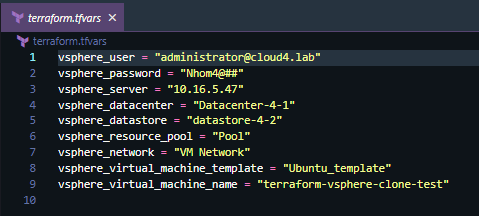 terraform.tfvars
terraform.tfvars
1 vsphere_user = "administrator@cloud4.lab"
2 vsphere_password = "Nhom4@##"
3 vsphere_server = "10.16.5.47"
4 vsphere_datacenter = "Datacenter-4-1"
5 vsphere_datastore = "datastore-4-2"
6 vsphere_resource_pool = "Pool"
7 vsphere_network = "VM Network"
8 vsphere_virtual_machine_template = "Ubuntu_template"
9 vsphere_virtual_machine_name = "terraform-vsphere-clone-test"
10